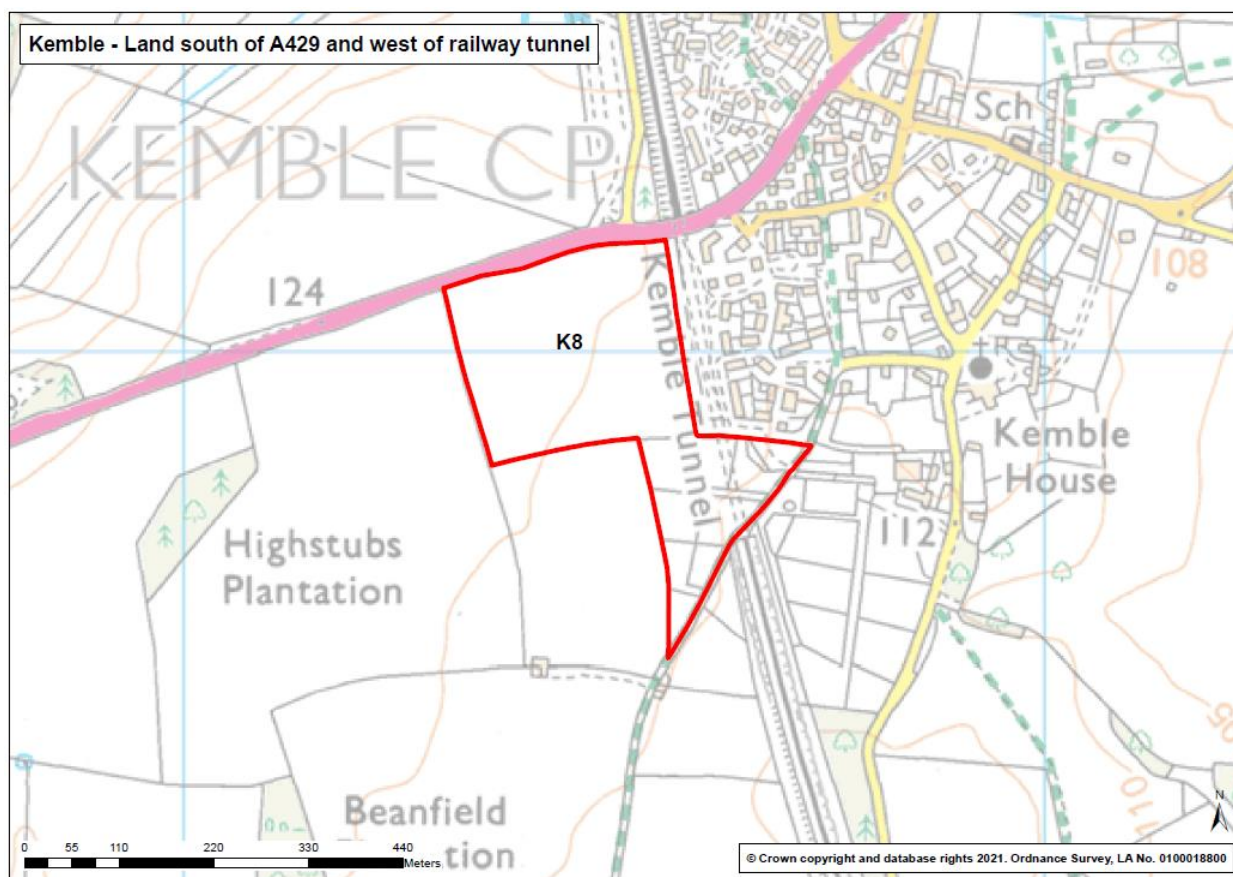 Kemble - Land south of A429 and west of railway tunnel
KEMBLE CP
Sch
108
124
K8
Kemble Tunnel
Kemble
House
Highstubs
Plantation
112
Beanfield
tion
110
N
0 55 110 220 330 440
Meters
© Crown copyright and database rights 2021. Ordnance Survey, LA No. 0100018800